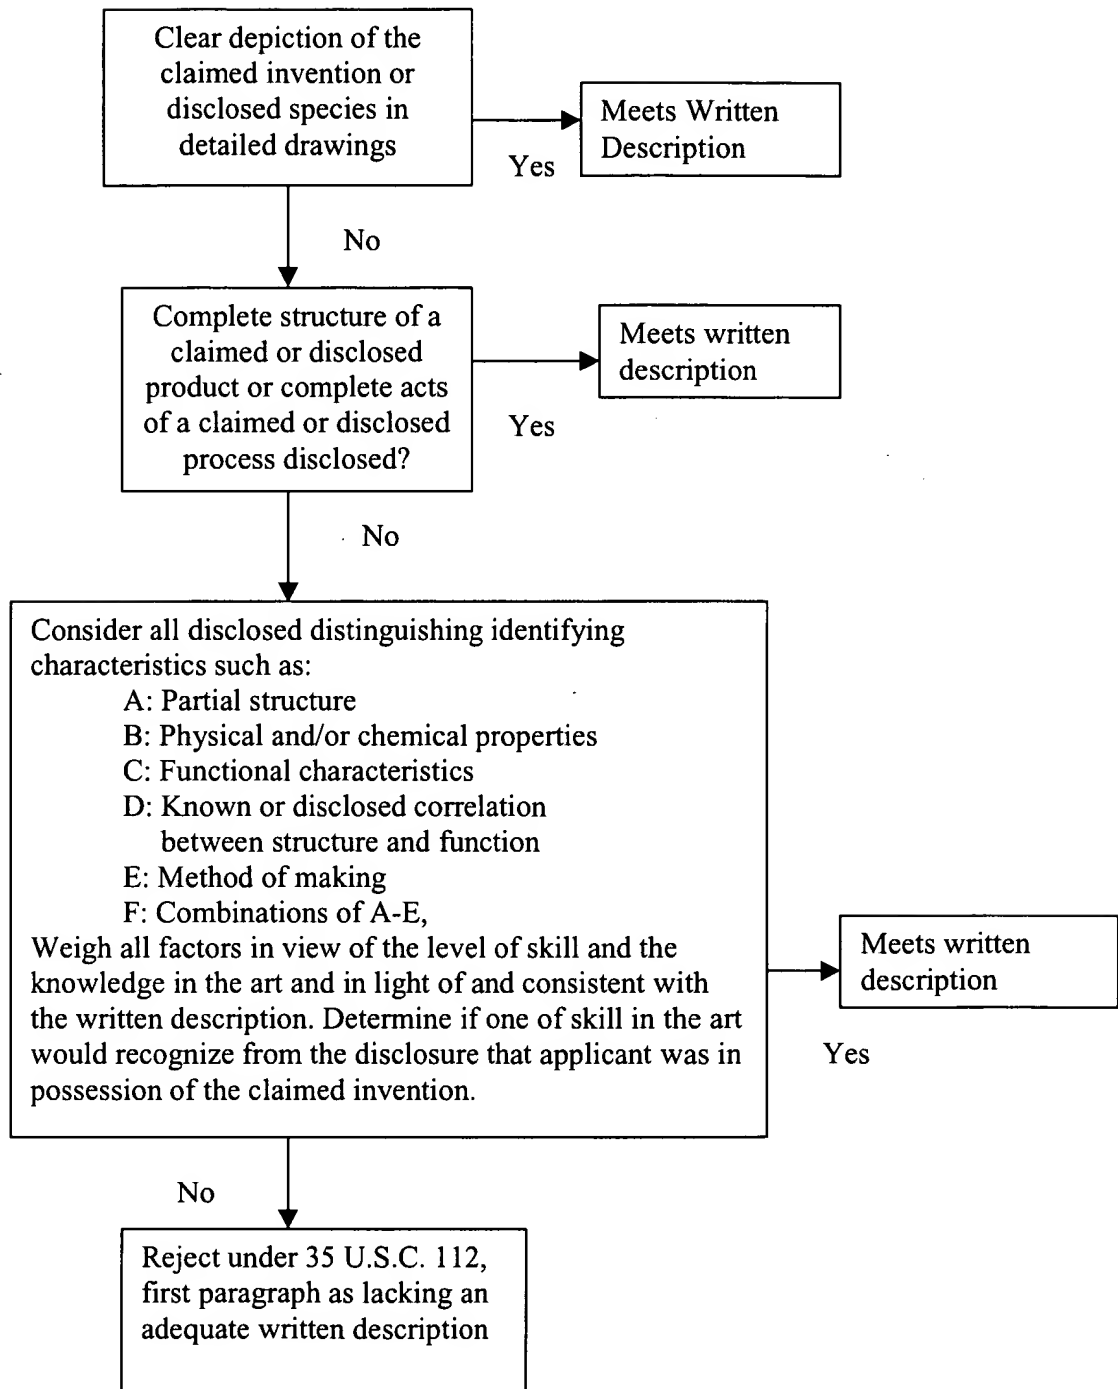 Clear depiction of the
claimed invention or
disclosed species in
detailed drawings
Meets Written
Description
Yes
No
Complete structure of a
claimed or disclosed
product or complete acts
of a claimed or disclosed
process disclosed?
Meets written
description
Yes
No
Consider all disclosed distinguishing identifying
characteristics such as:
A: Partial structure
B: Physical and/or chemical properties
C: Functional characteristics
D: Known or disclosed correlation
between structure and function
E: Method of making
F: Combinations of A-E,
Weigh all factors in view of the level of skill and the
knowledge in the art and in light of and consistent with
the written description. Determine if one of skill in the art
would recognize from the disclosure that applicant was in
possession of the claimed invention.
Meets written
description
Yes
No
Reject under 35 U.S.C. 112,
first paragraph as lacking an
adequate written description